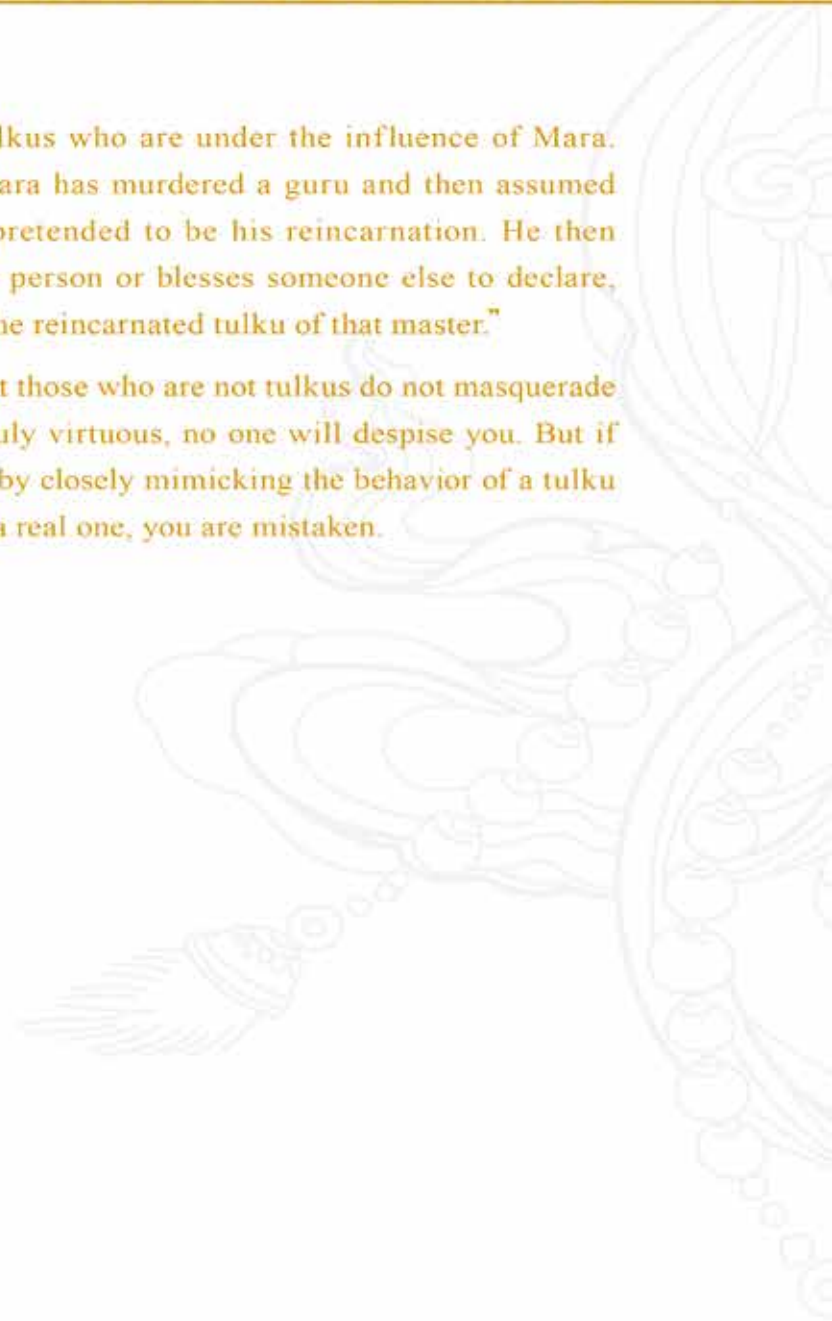 lkus who are under the influence of Mara.
ara has murdered a guru and then assumed
pretended to be his reincarnation. He then
person or blesses someone else to declare,
ne reincarnated tulku of that master.”
t those who are not tulkus do not masquerade
uly virtuous, no one will despise you. But if
by closely mimicking the behavior of a tulku
a real one, you are mistaken.